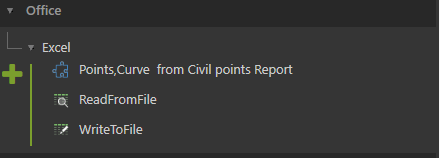 Office
Excel
Points,Curve  from Civil points Report
ReadFromFile
WriteToFile